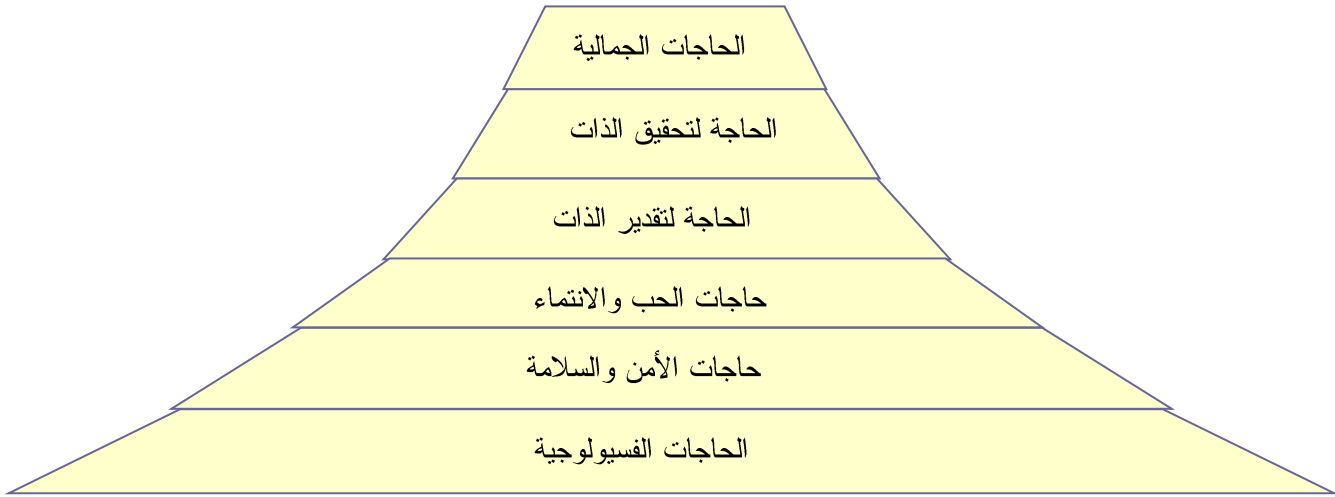 الحاجات الجمالية
الحاجة لتحقيق الذات
الحاجة لتقدير الذات
حاجات الحب والانتماء
حاجات الأمن والسلامة
الحاجات الفسيولوجية